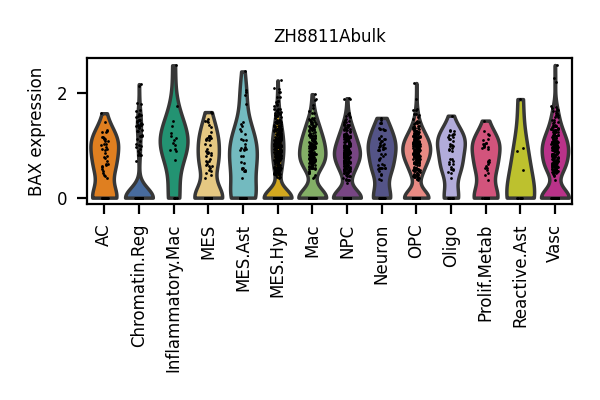 ZH8811Abulk
BAX expression
2
0
AC
Chromatin.Reg
Inflammatory.Mac
MES
MES.Ast
MES.Hyp
Mac
NPC
Neuron
OPC
Oligo
Prolif.Metab
Reactive.Ast
Vasc